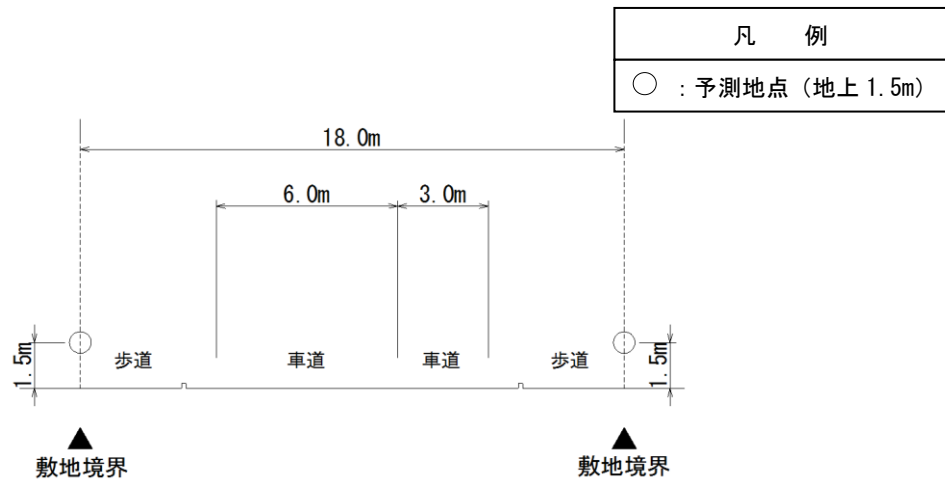 凡 例
○ : 予測地点 (地上 1.5m)
18.0m
6.0m 3.0m
1.5m 歩道 車道 車道 歩道 1.5m
敷地境界 敷地境界